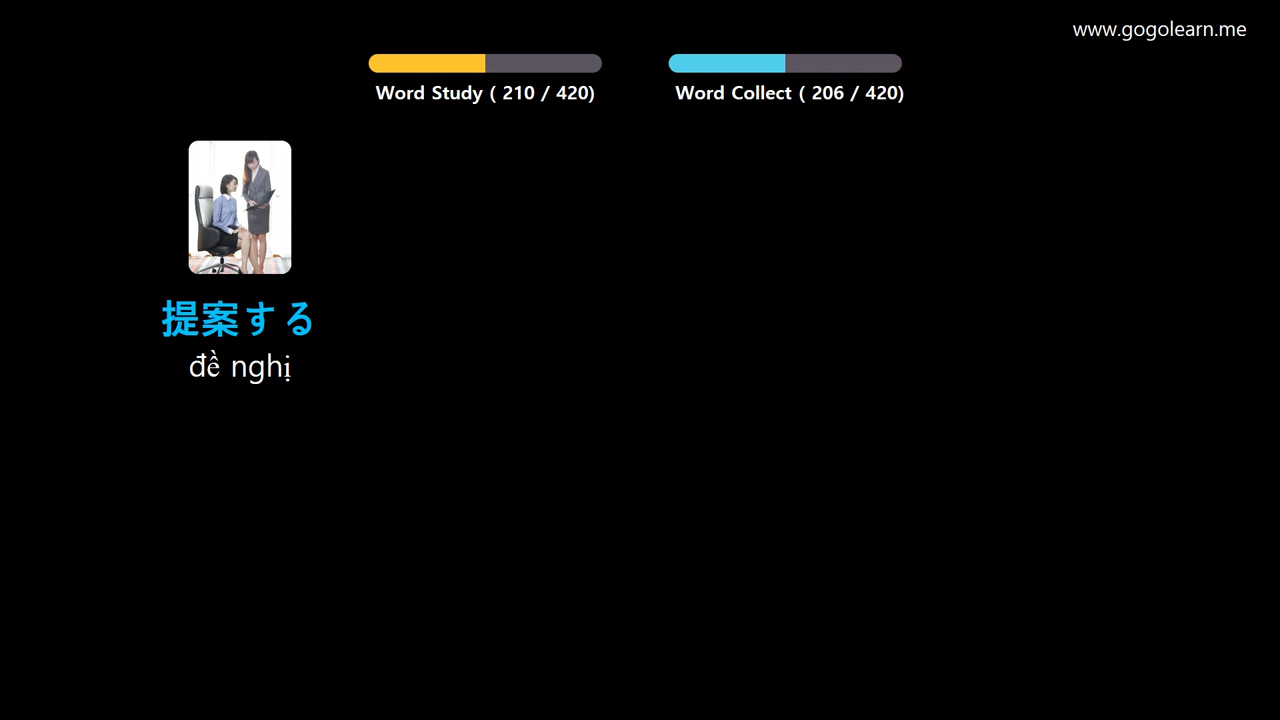 www.gogolearn.me
Word Study ( 210 / 420)
Word Collect ( 206 / 420)
提案する
đề nghị